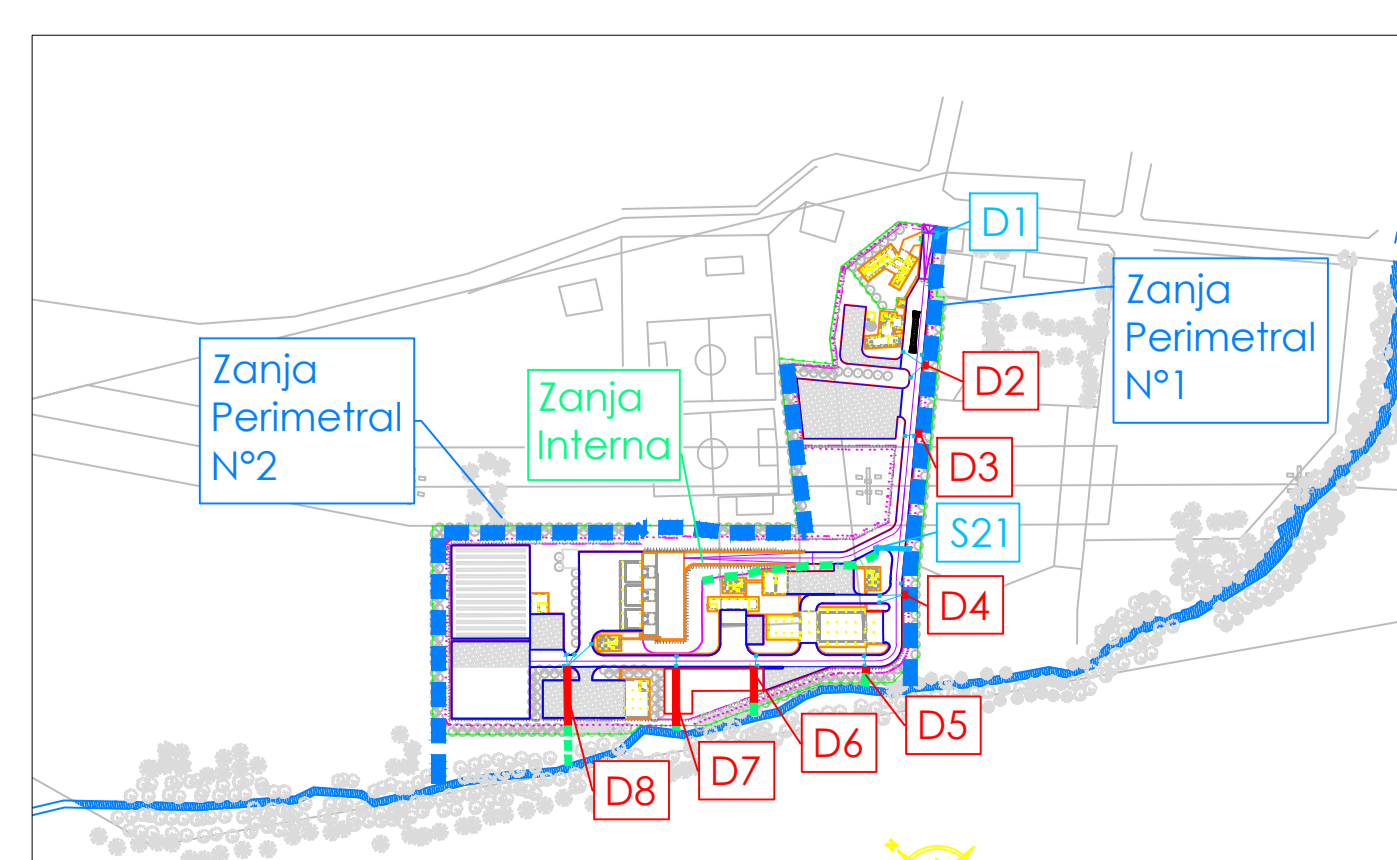 D1
Zanja
Perimetral
N°1
Zanja
Perimetral
N°2
Zanja
Interna
D2
D3
S21
D4
D5
D6
D7
D8